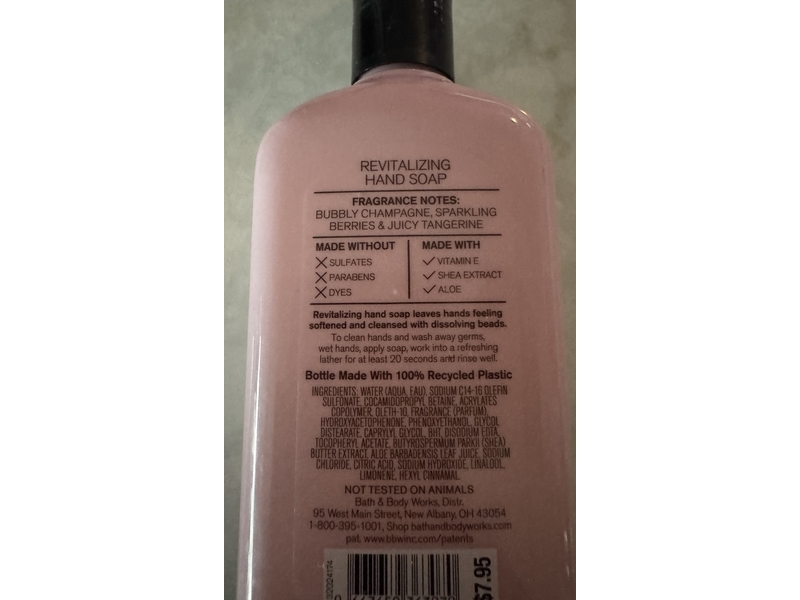 REVITALIZING
HAND SOAP
FRAGRANCE NOTES:
BUBBLY CHAMPAGNE, SPARKLING
BERRIES & JUICY TANGERINE
MADE WITHOUT
SULFATES
PARABENS
DYES
MADE WITH
VITAMIN E
SHEA EXTRACT
ALOE
Revitalizing hand soap leaves hands feeling
softened and cleansed with dissolving beads.
To clean hands and wash away germs,
wet hands, apply soap, work into a refreshing
lather for at least 20 seconds and rinse well.
Bottle Made With 100% Recycled Plastic
INGREDIENTS: WATER (AQUA, EAU), SODIUM C14-16 OLEFIN
SULFONATE, COCAMIDOPROPYL BETAINE, ACRYLATES
COPOLYMER, OLETH-10, FRAGRANCE (PARFUM),
HYDROXYACETOPHENONE, PHENOXYETHANOL, GLYCOL
DISTEARATE, CAPRYLYL GLYCOL, BHT, DISODIUM EDTA,
TOCOPHERYL ACETATE, BUTYROSPERMUM PARKII (SHEA)
BUTTER EXTRACT, ALOE BARBADENSIS LEAF JUICE, SODIUM
CHLORIDE, CITRIC ACID, SODIUM HYDROXIDE, LINALOOL,
LIMONENE, HEXYL CINNAMAL.
NOT TESTED ON ANIMALS
Bath & Body Works, Distr.
95 West Main Street, New Albany, OH 43054
1-800-395-1001, Shop bathandbodyworks.com
pat. www.bbwinc.com/patents
$7.95